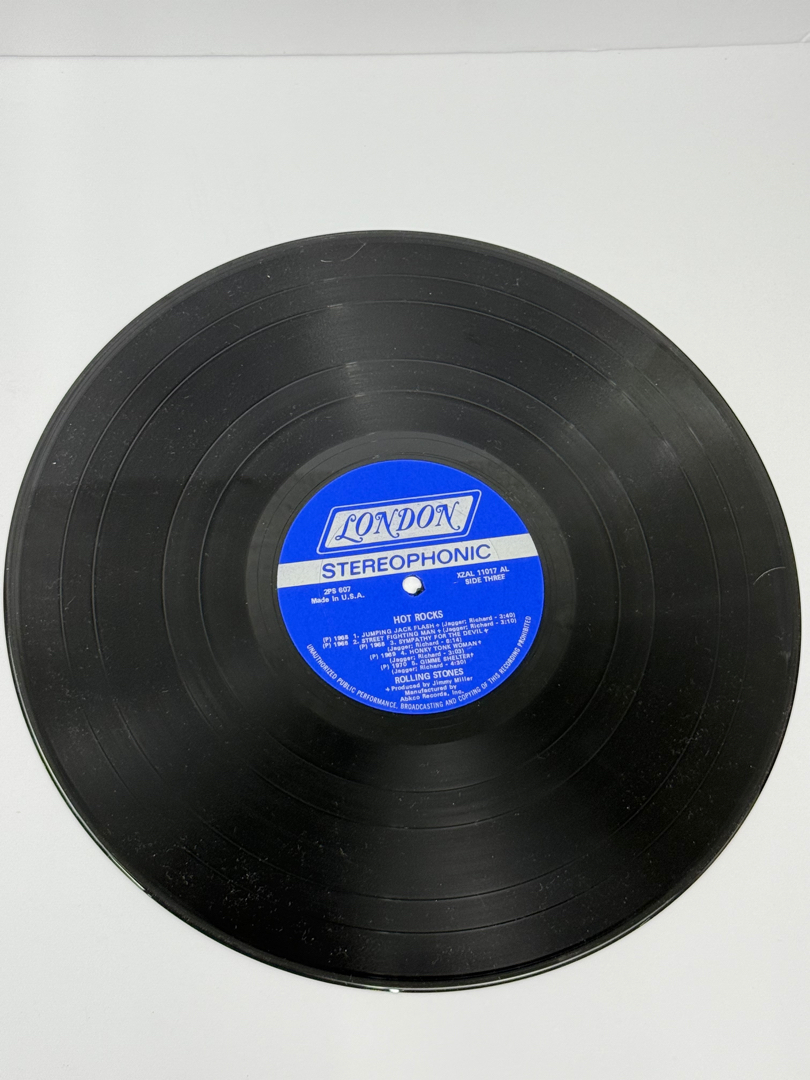 LONDON
STEREOPHONIC
2PS 607
Made in U.S.A.
XZAL 11017 AL
SIDE THREE
HOT ROCKS
(P) 1968 1. JUMPING JACK FLASH + (Jagger; Richard - 3:40)
(P) 1968 2. STREET FIGHTING MAN + (Jagger; Richard - 3:10)
(P) 1968 3. SYMPATHY FOR THE DEVIL +
(Jagger; Richard - 6:14)
(P) 1969 4. HONKY TONK WOMAN +
(Jagger; Richard - 3:03)
(P) 1970 5. GIMME SHELTER +
(Jagger; Richard - 4:30)
ROLLING STONES
+ Produced by Jimmy Miller
Manufactured by
Abkco Records, Inc.
UNAUTHORIZED PUBLIC PERFORMANCE, BROADCASTING AND COPYING OF THIS RECORDING PROHIBITED